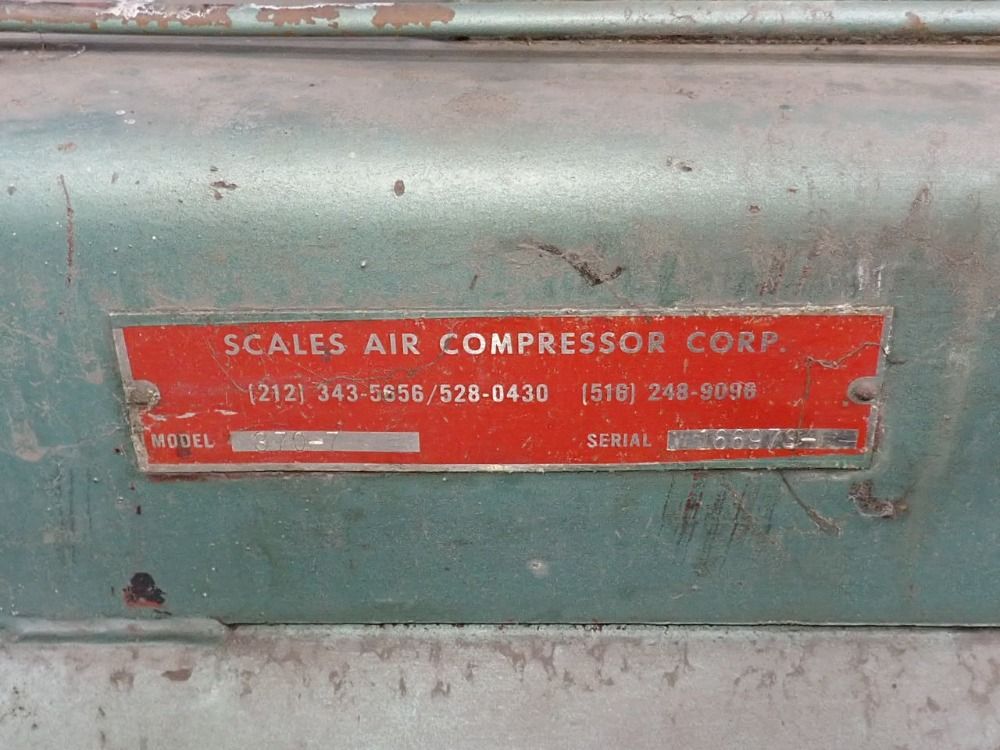 SCALES AIR COMPRESSOR CORP.
(212) 343-5656/528-0430 (516) 248-9096
MODEL SERIAL